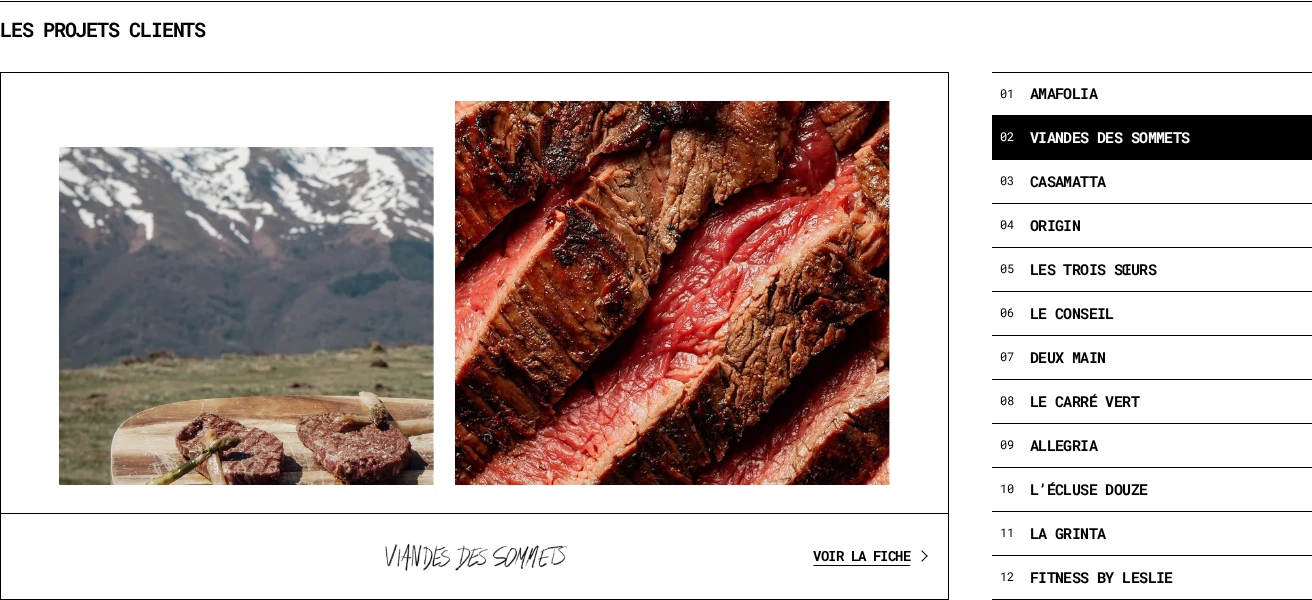 LES PROJETS CLIENTS
VIANDES DES SOMMETS
VOIR LA FICHE
01 AMAFOLIA
02 VIANDES DES SOMMETS
03 CASAMATTA
04 ORIGIN
05 LES TROIS SŒURS
06 LE CONSEIL
07 DEUX MAIN
08 LE CARRÉ VERT
09 ALLEGRIA
10 L'ÉCLUSE DOUZE
11 LA GRINTA
12 FITNESS BY LESLIE